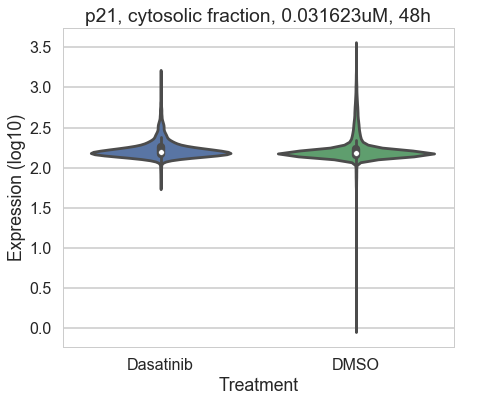 p21, cytosolic fraction, 0.031623uM, 48h
Expression (log10)
3.5
3.0
2.5
2.0
1.5
1.0
0.5
0.0
Dasatinib DMSO
Treatment